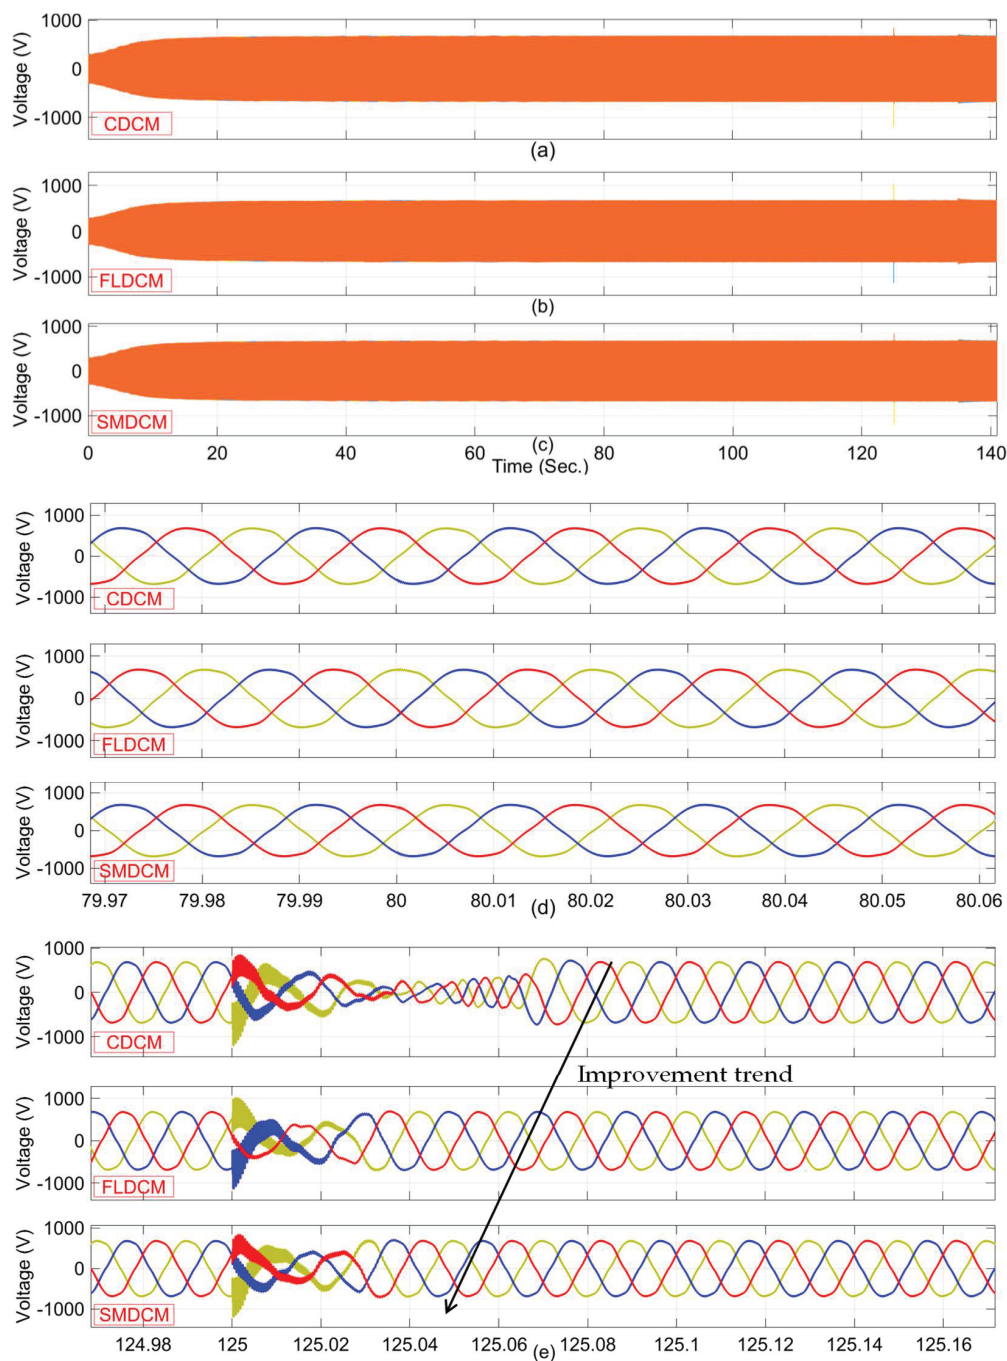 1000
0
-1000
Voltage (V)
CDCM
(a)
1000
0
-1000
Voltage (V)
FLDCM
(b)
1000
0
-1000
Voltage (V)
SMDCM
(c)
0 20 40 60 80 100 120 140
Time (Sec.)
1000
0
-1000
Voltage (V)
CDCM
1000
0
-1000
Voltage (V)
FLDCM
1000
0
-1000
Voltage (V)
SMDCM
79.97 79.98 79.99 80 80.01 80.02 80.03 80.04 80.05 80.06
(d)
1000
0
-1000
Voltage (V)
CDCM
Improvement trend
1000
0
-1000
Voltage (V)
FLDCM
1000
0
-1000
Voltage (V)
SMDCM
124.98 125 125.02 125.04 125.06 125.08 125.1 125.12 125.14 125.16
(e)